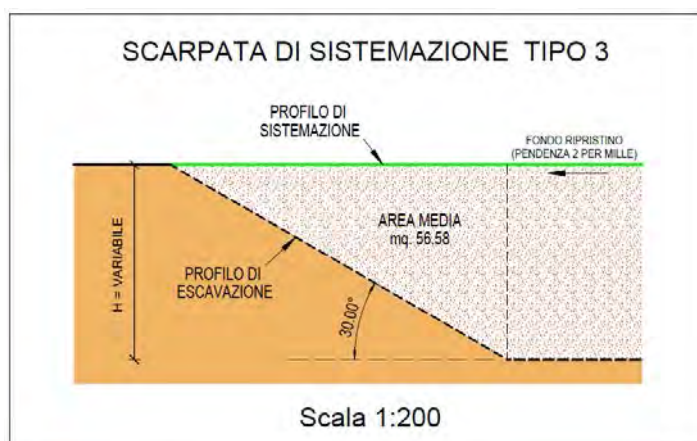 SCARPATA DI SISTEMAZIONE TIPO 3
PROFILO DI
SISTEMAZIONE
FONDO RIPRISTINO
(PENDENZA 2 PER MILLE)
AREA MEDIA
mq. 56.58
H = VARIABILE
PROFILO DI
ESCAVAZIONE
30.00°
Scala 1:200